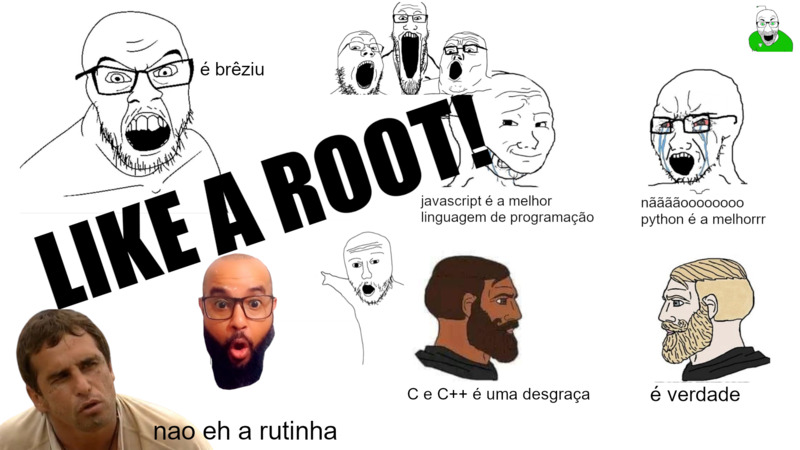 é brêziu
LIKE A ROOT!
javascript é a melhor
linguagem de programação
nããããoooooooo
python é a melhorrr
C e C++ é uma desgraça
é verdade
nao eh a rutinha